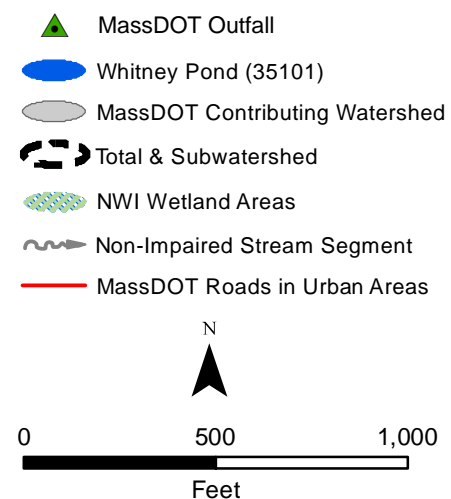 MassDOT Outfall
Whitney Pond (35101)
MassDOT Contributing Watershed
Total & Subwatershed
NWI Wetland Areas
Non-Impaired Stream Segment
MassDOT Roads in Urban Areas
N
0 500 1,000
Feet